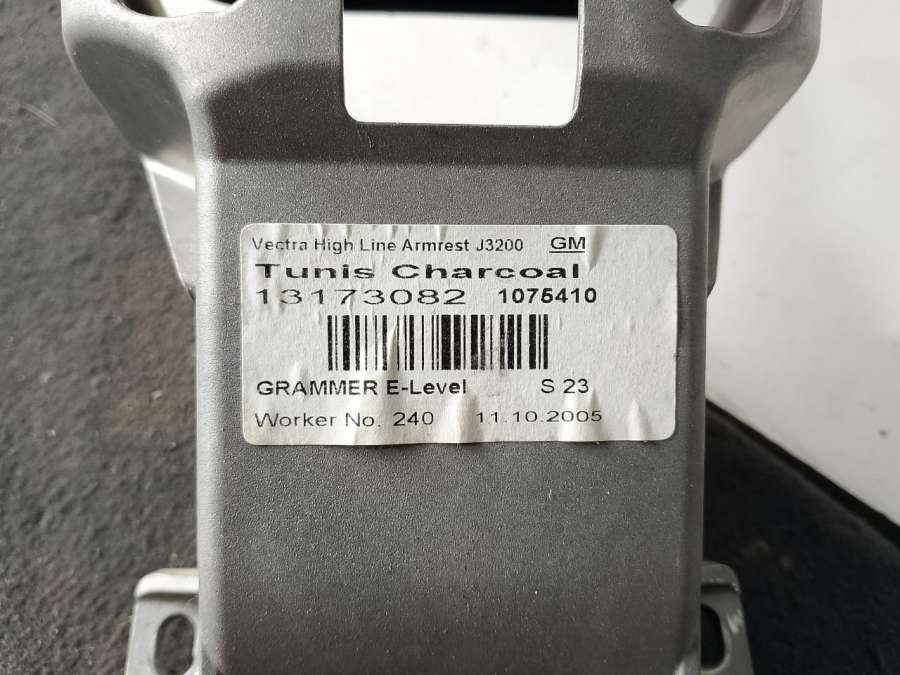 Vectra High Line Armrest J3200 GM
Tunis Charcoal
13173082 1075410
GRAMMER E-Level S 23
Worker No. 240 11.10.2005